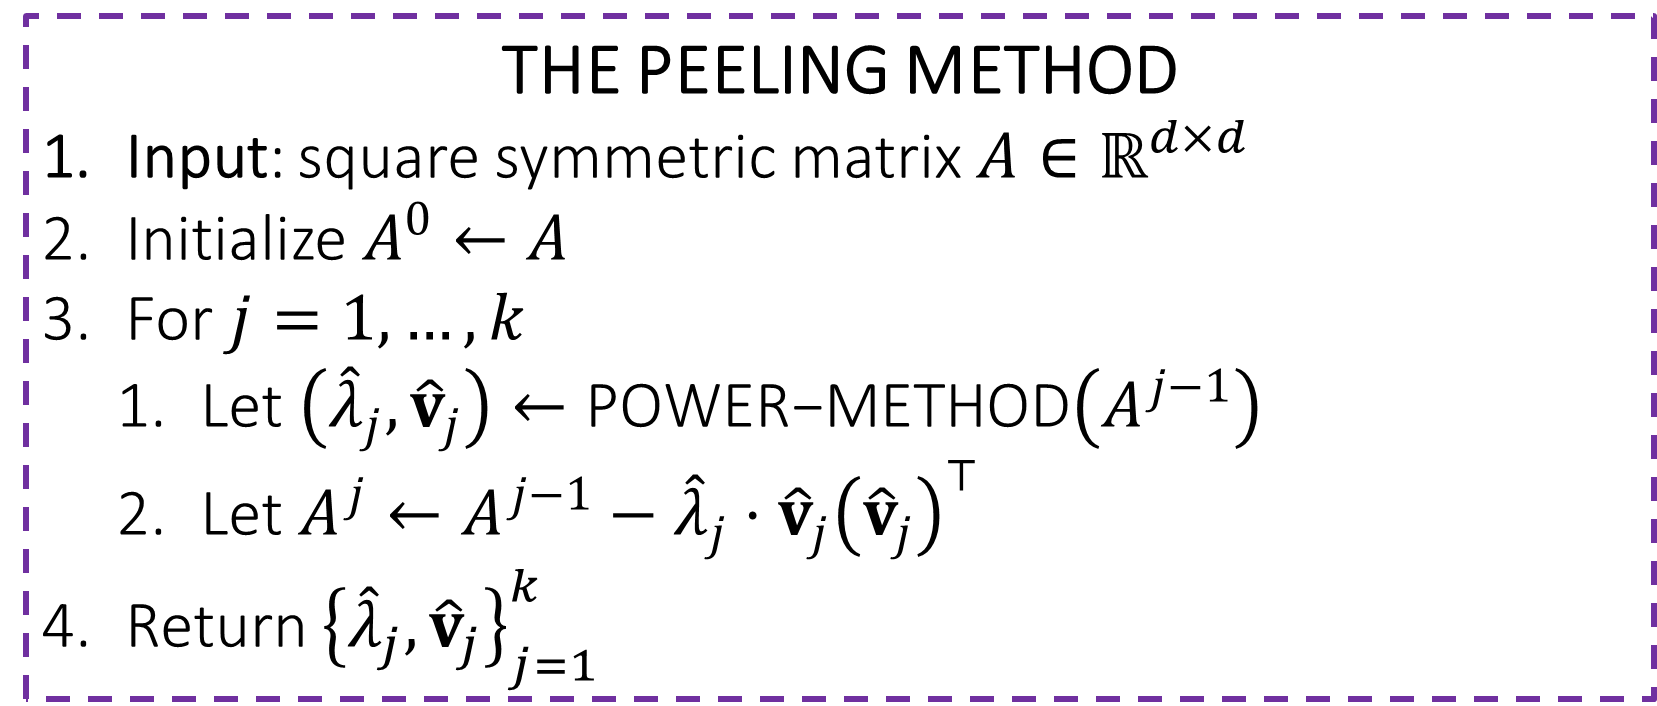 THE PEELING METHOD
1. Input: square symmetric matrix A ∈ ℝ^{d×d}
2. Initialize A^0 ← A
3. For j = 1, … , k
1. Let (λ̂_j, v̂_j) ← POWER−METHOD(A^{j−1})
2. Let A^j ← A^{j−1} − λ̂_j · v̂_j(v̂_j)^⊤
4. Return {λ̂_j, v̂_j}_{j=1}^k